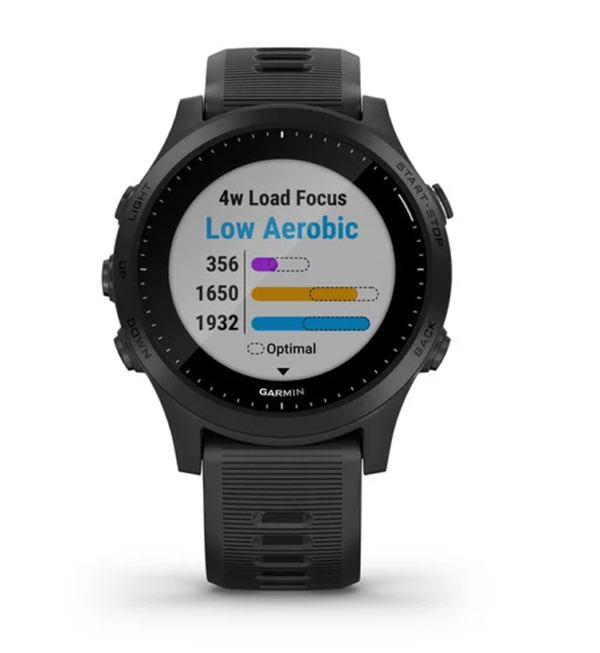 LIGHT
UP
DOWN
START·STOP
BACK
4w Load Focus
Low Aerobic
356
1650
1932
Optimal
GARMIN